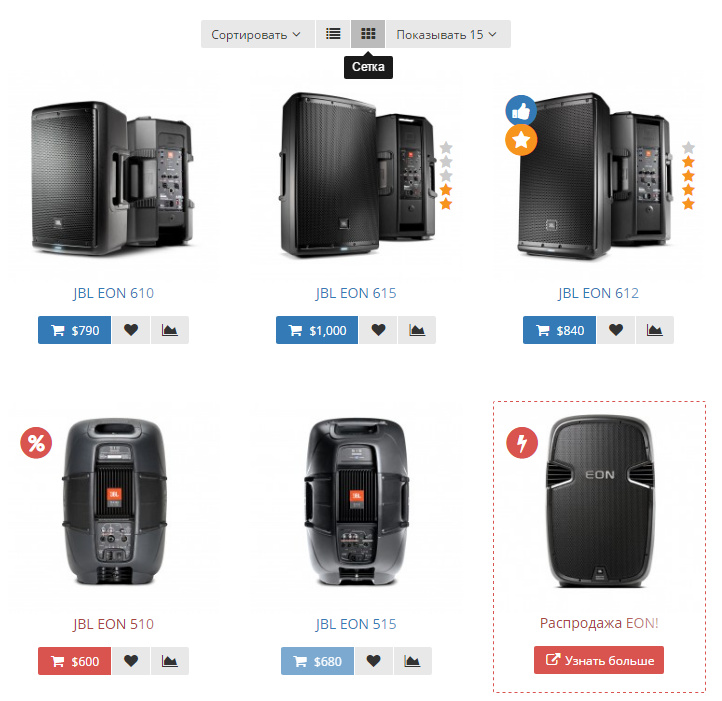 Сортировать
Показывать 15
Сетка
JBL EON 610
JBL EON 615
JBL EON 612
$790
$1,000
$840
EON
JBL EON 510
JBL EON 515
Распродажа EON!
$600
$680
Узнать больше